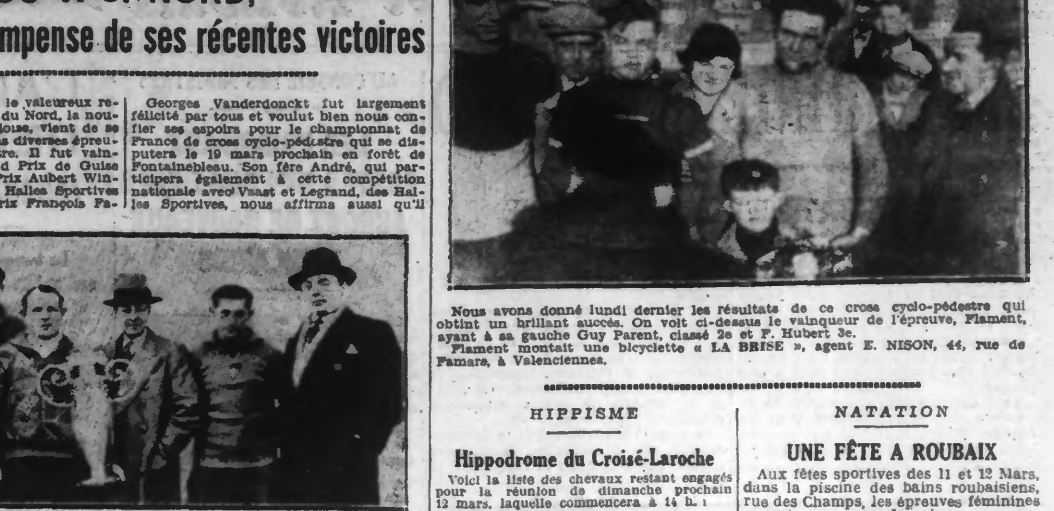 mpense de ses récentes victoires
le valeureux re-
du Nord, la nou-
vient de se
diverses épreu-
Il fut vain-
Prix de Guise
Prix Aubert Win-
Halles Sportives
rix François Fa-
Georges Vanderdonckt fut largement
félicité par tous et voulut bien nous con-
fier ses espoirs pour le championnat de
France de cross cyclo-pédestre qui se dis-
putera le 19 mars prochain en forêt de
Fontainebleau. Son fère André, qui par-
ticipera également à cette compétition
nationale avec Vaast et Legrand, des Hal-
les Sportives, nous affirma aussi qu'il
Nous avons donné lundi dernier les résultats de ce cross cyclo-pédestre qui
obtint un brillant succés. On voit ci-dessus le vainqueur de l'épreuve, Flament,
ayant à sa gauche Guy Parent, classé 2e et F. Hubert 3e.
Flament montait une bicyclette « LA BRISE », agent E. NISON, 44, rue de
Famars, à Valenciennes.
HIPPISME
Hippodrome du Croisé-Laroche
Voici la liste des chevaux restant engagés
pour la réunion de dimanche prochain
12 mars, laquelle commencera à 14 h. :
NATATION
UNE FÊTE A ROUBAIX
Aux fêtes sportives des 11 et 12 Mars,
dans la piscine des bains roubaisiens,
rue des Champs, les épreuves féminines